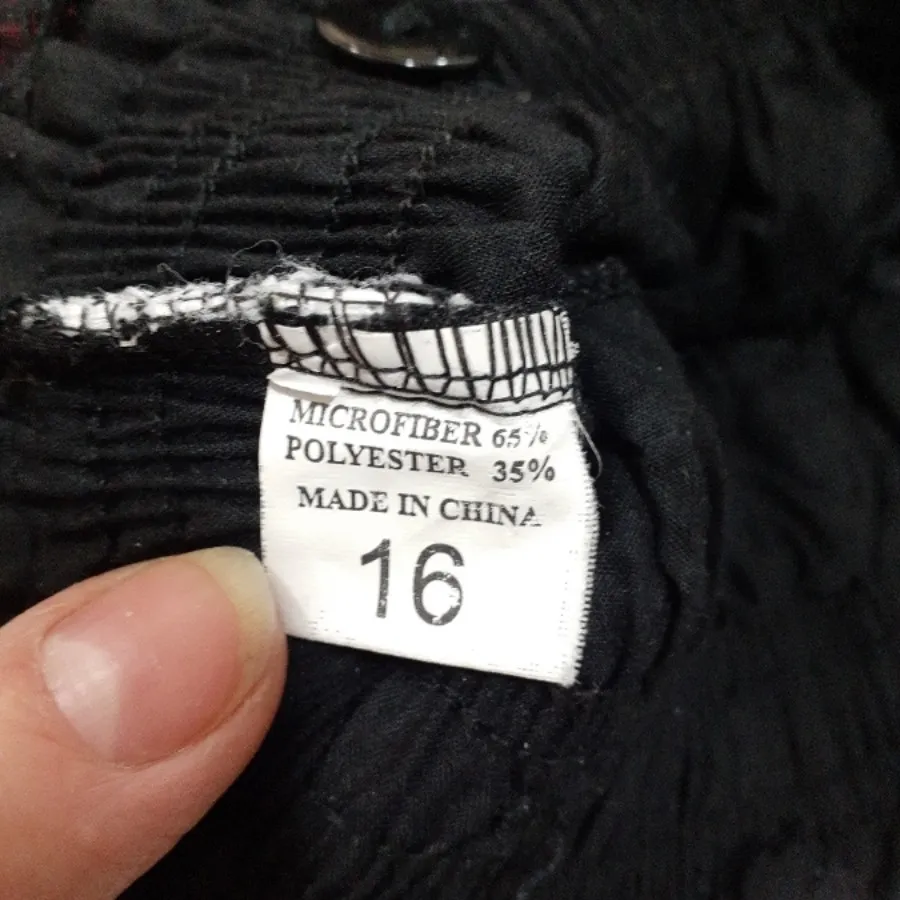 MICROFIBER 65%
POLYESTER 35%
MADE IN CHINA
16